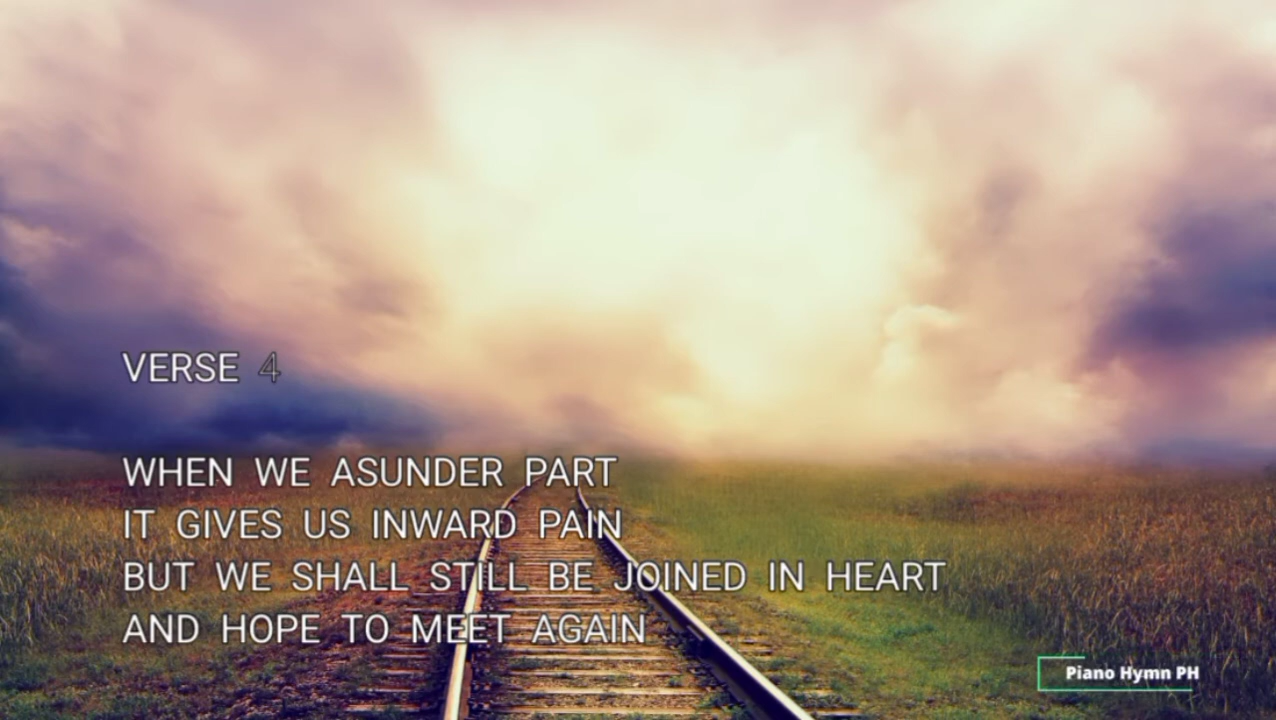 VERSE 4
WHEN WE ASUNDER PART
IT GIVES US INWARD PAIN
BUT WE SHALL STILL BE JOINED IN HEART
AND HOPE TO MEET AGAIN
Piano Hymn PH